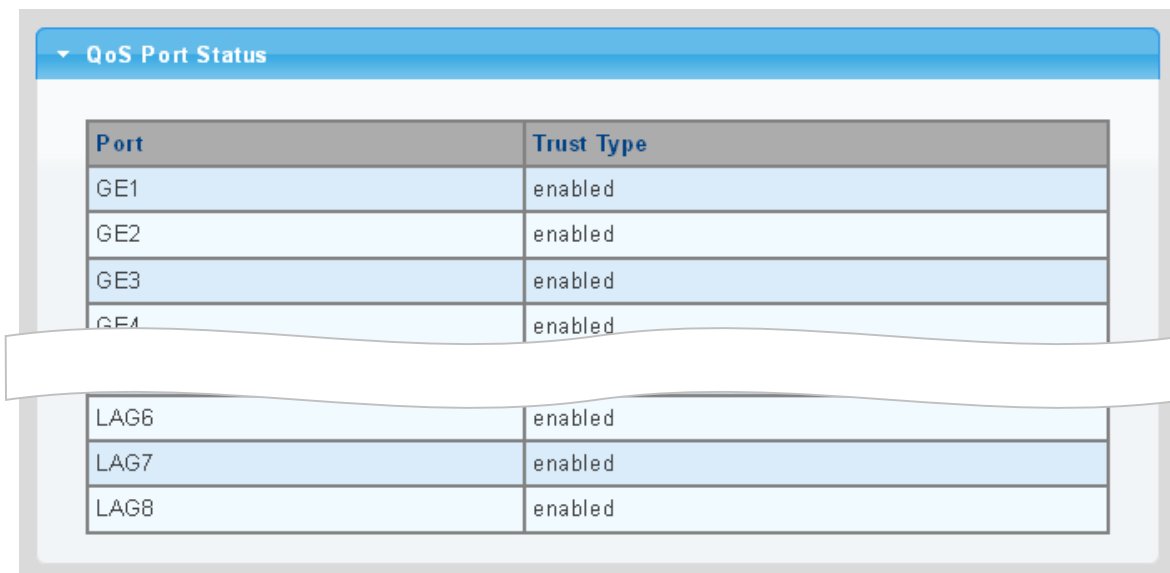 QoS Port Status
Port Trust Type
GE1 enabled
GE2 enabled
GE3 enabled
GE4 enabled
LAG6 enabled
LAG7 enabled
LAG8 enabled